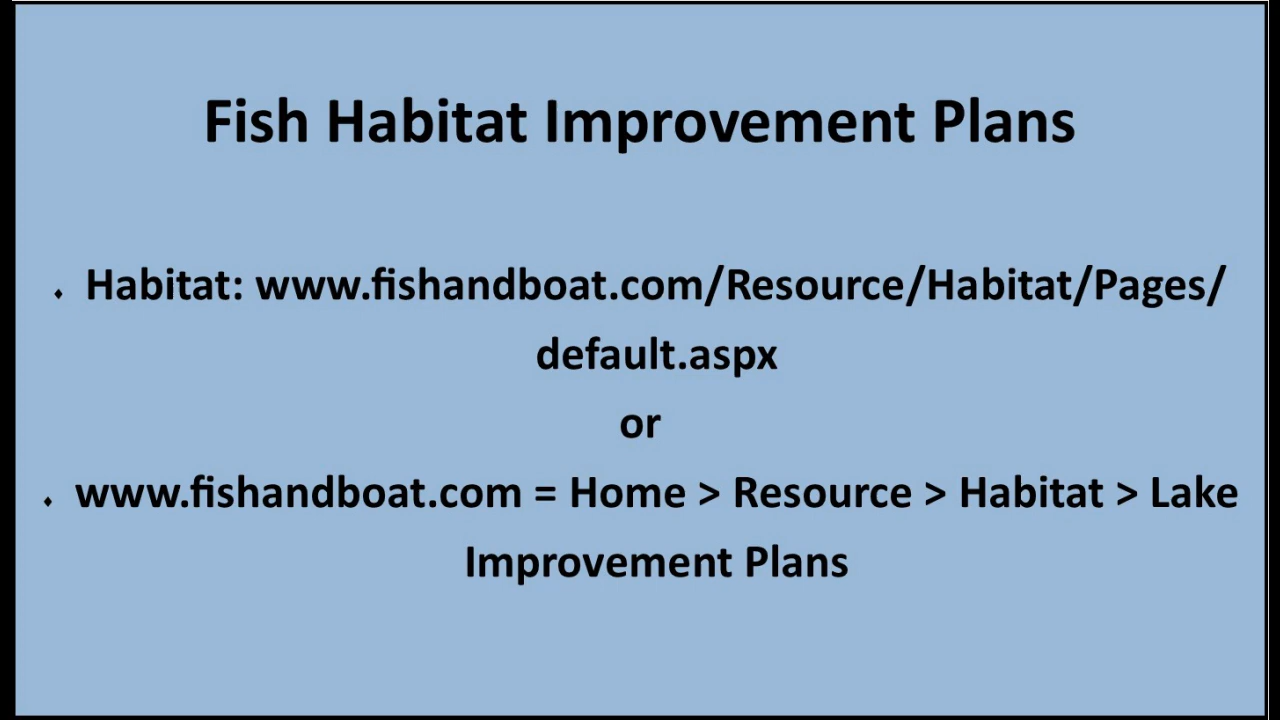 Fish Habitat Improvement Plans
⬧ Habitat: www.fishandboat.com/Resource/Habitat/Pages/
default.aspx
or
⬧ www.fishandboat.com = Home > Resource > Habitat > Lake
Improvement Plans